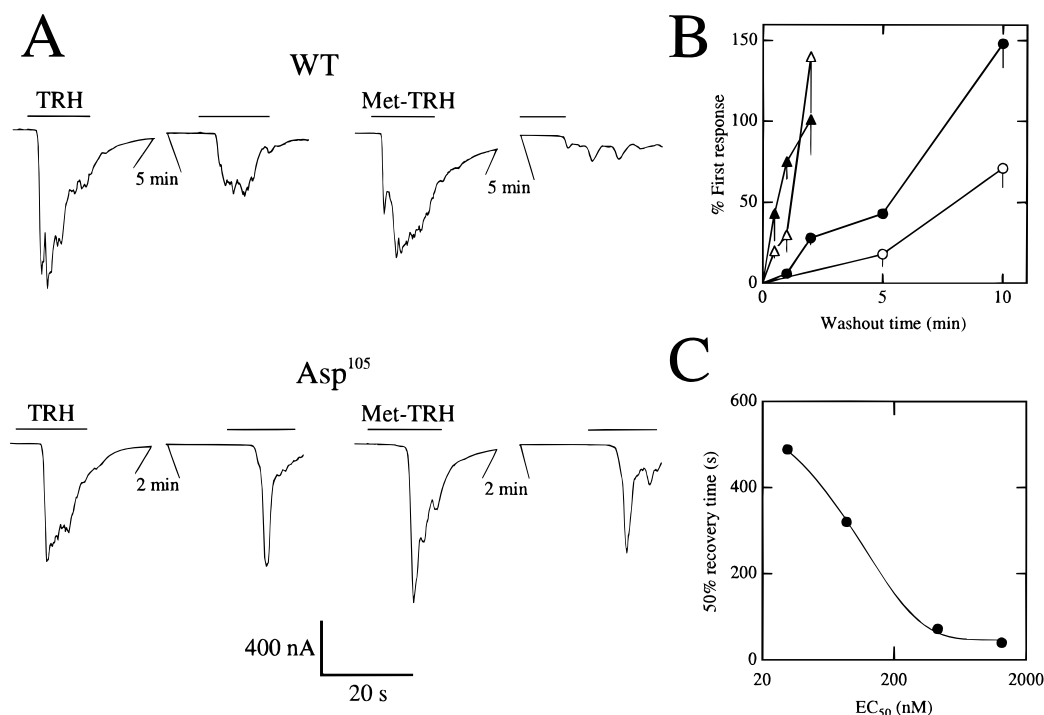 A
WT
TRH
Met-TRH
5 min
5 min
Asp105
TRH
Met-TRH
2 min
2 min
400 nA
20 s
B
% First response
150
100
50
0
0
5
10
Washout time (min)
C
50% recovery time (s)
600
400
200
0
20
200
2000
EC50 (nM)